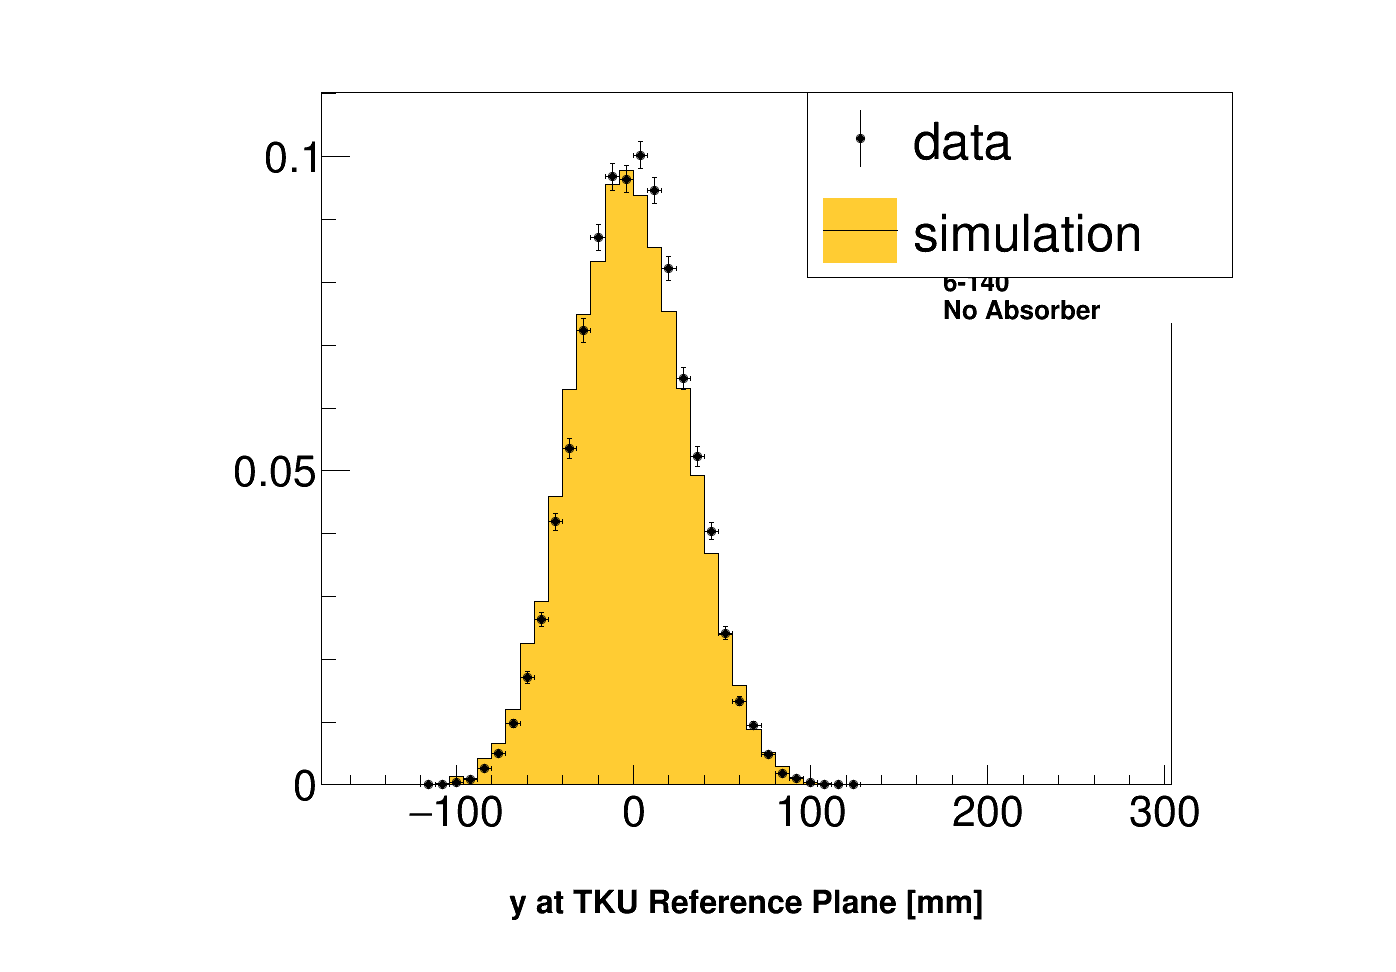 data
simulation
6-140
No Absorber
0.1
0.05
0
−100 0 100 200 300
y at TKU Reference Plane [mm]